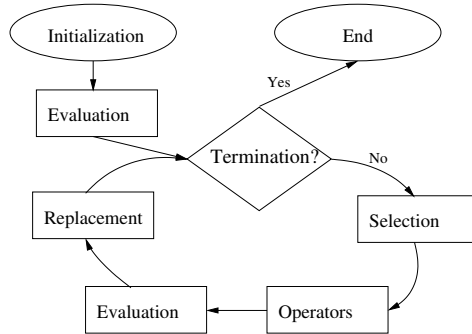 Initialization
End
Yes
Evaluation
Termination?
No
Replacement
Selection
Evaluation
Operators